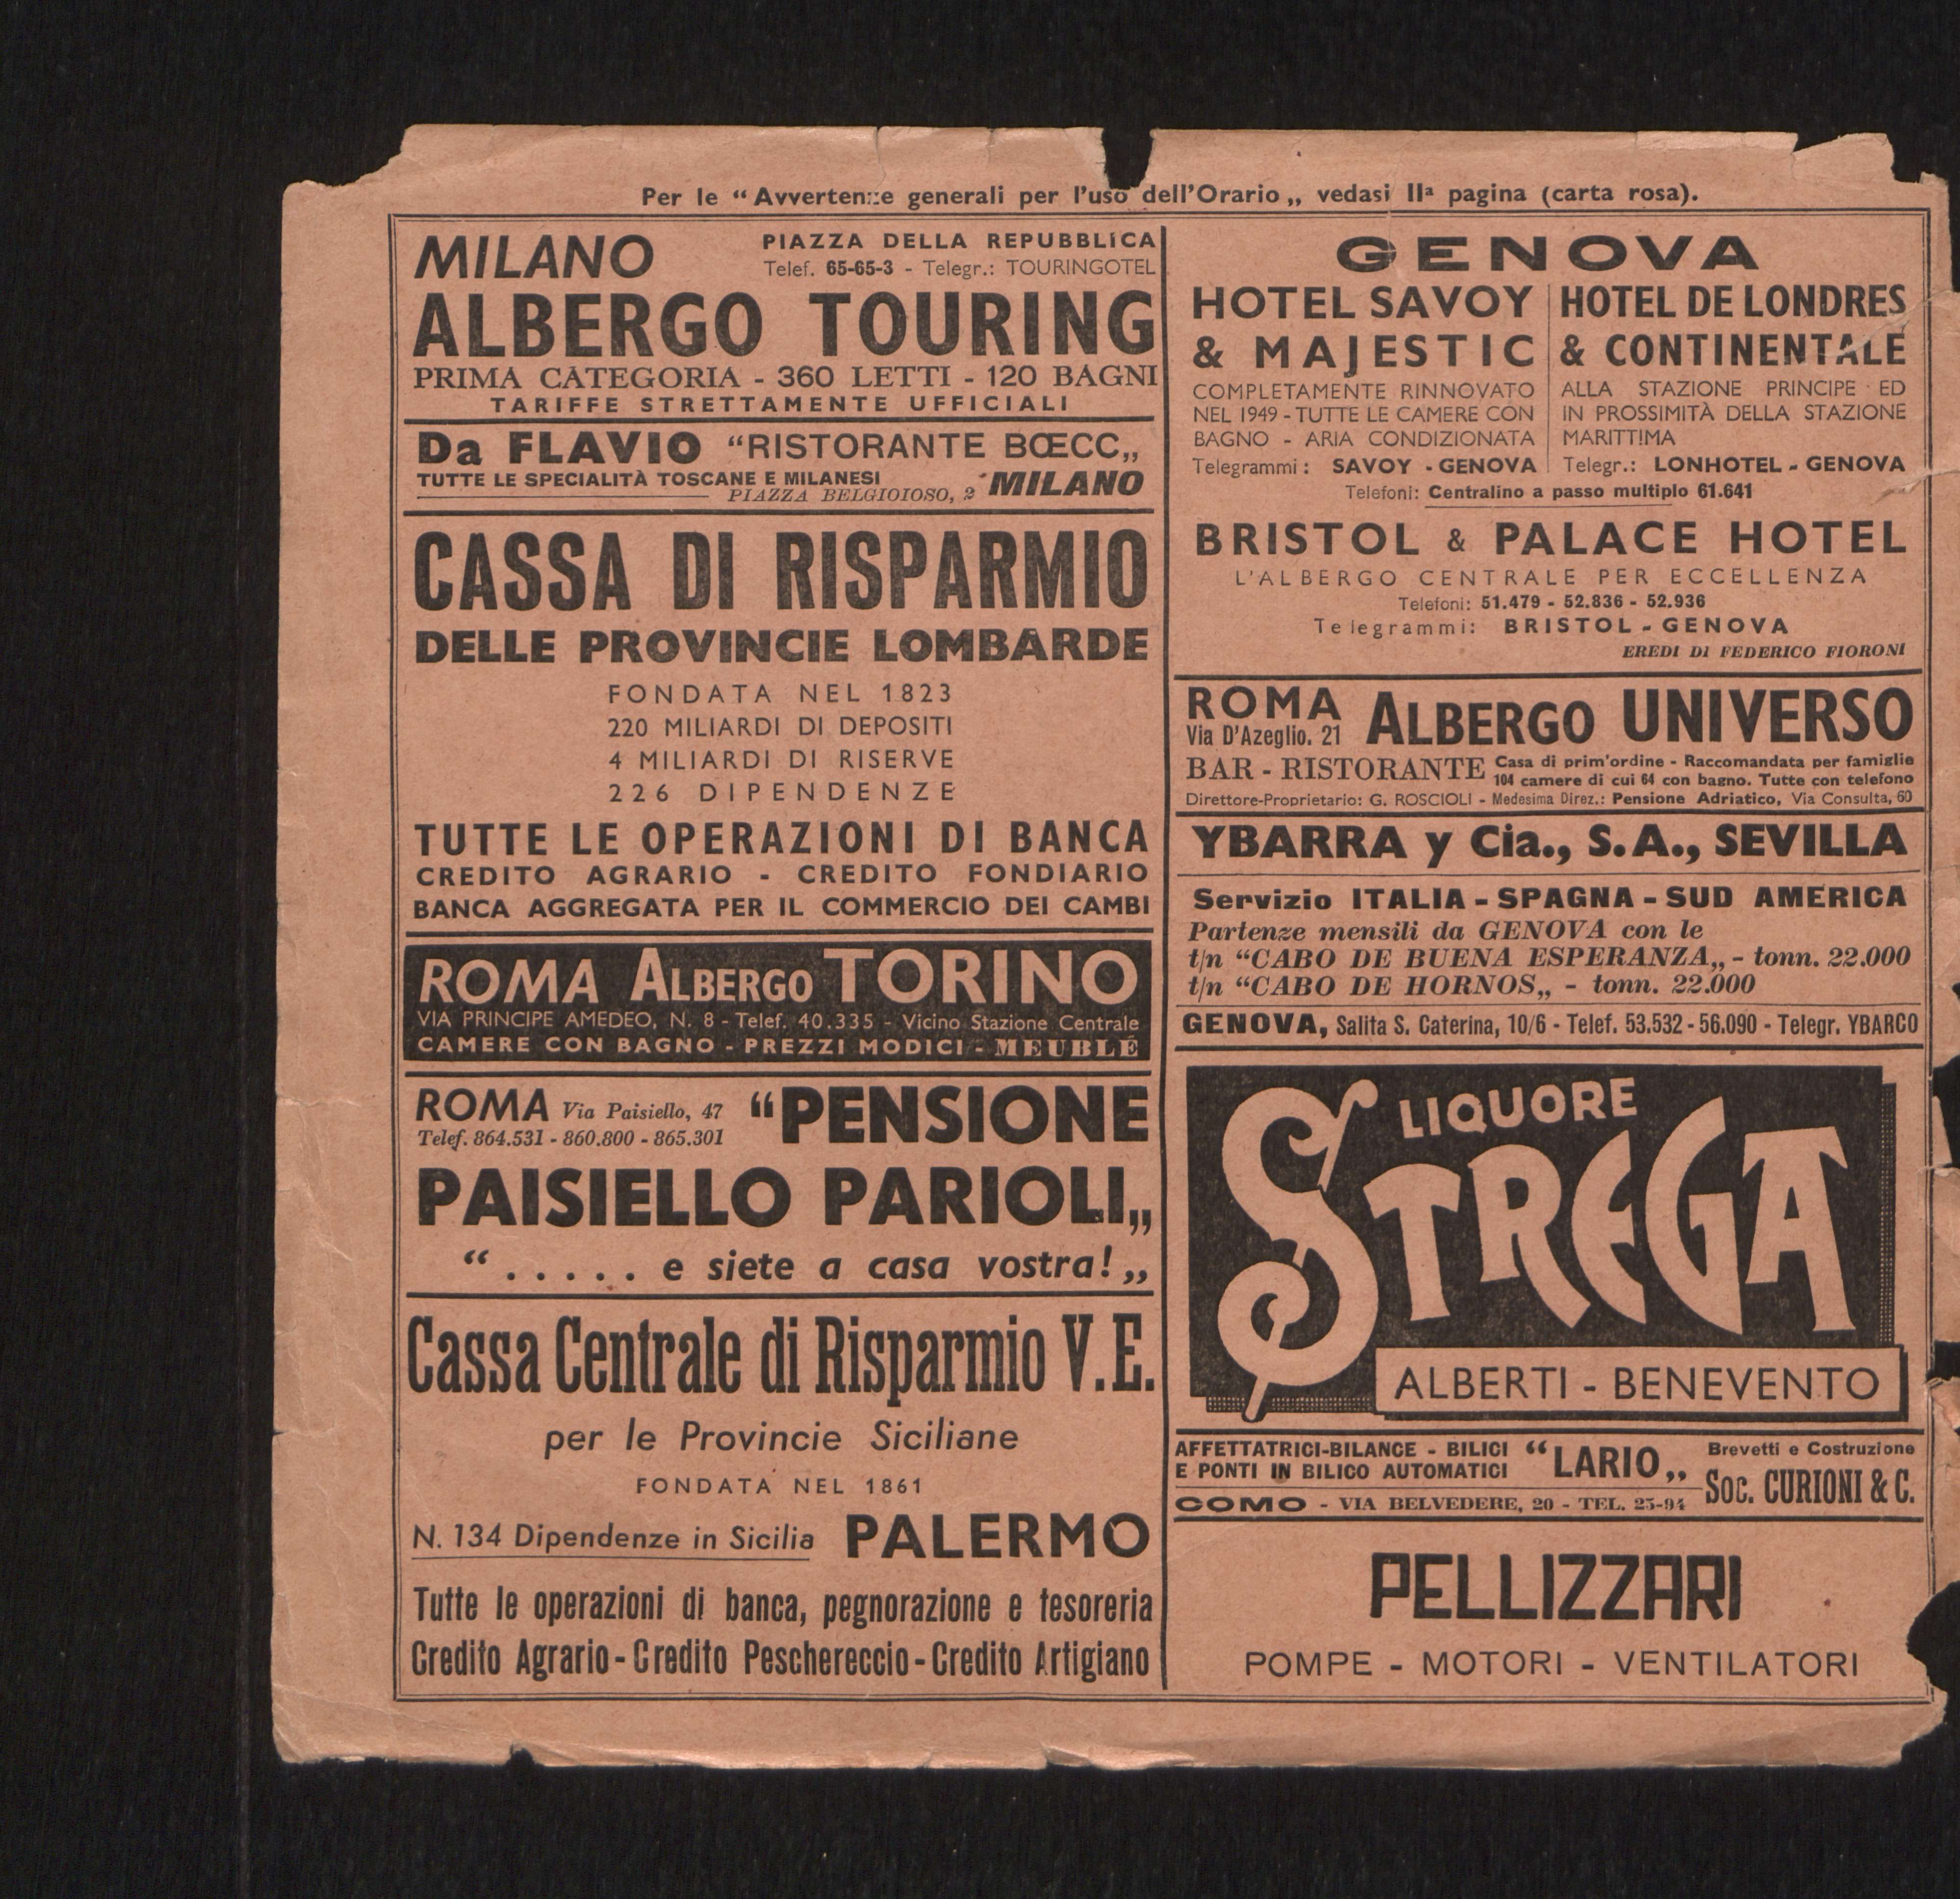 Per le “Avvertenze generali per l'uso dell'Orario„ vedasi IIª pagina (carta rosa).
MILANO
PIAZZA DELLA REPUBBLICA
Telef. 65-65-3 - Telegr.: TOURINGOTEL
ALBERGO TOURING
PRIMA CATEGORIA - 360 LETTI - 120 BAGNI
TARIFFE STRETTAMENTE UFFICIALI
Da FLAVIO “RISTORANTE BŒCC„
TUTTE LE SPECIALITÀ TOSCANE E MILANESI
PIAZZA BELGIOIOSO, 2 MILANO
CASSA DI RISPARMIO
DELLE PROVINCIE LOMBARDE
FONDATA NEL 1823
220 MILIARDI DI DEPOSITI
4 MILIARDI DI RISERVE
226 DIPENDENZE
TUTTE LE OPERAZIONI DI BANCA
CREDITO AGRARIO - CREDITO FONDIARIO
BANCA AGGREGATA PER IL COMMERCIO DEI CAMBI
ROMA ALBERGO TORINO
VIA PRINCIPE AMEDEO, N. 8 - Telef. 40.335 - Vicino Stazione Centrale
CAMERE CON BAGNO - PREZZI MODICI - MEUBLÉ
ROMA Via Paisiello, 47
Telef. 864.531 - 860.800 - 865.301
“PENSIONE
PAISIELLO PARIOLI„
“..... e siete a casa vostra!„
Cassa Centrale di Risparmio V.E.
per le Provincie Siciliane
FONDATA NEL 1861
N. 134 Dipendenze in Sicilia PALERMO
Tutte le operazioni di banca, pegnorazione e tesoreria
Credito Agrario - Credito Peschereccio - Credito Artigiano
GENOVA
HOTEL SAVOY
& MAJESTIC
COMPLETAMENTE RINNOVATO
NEL 1949 - TUTTE LE CAMERE CON
BAGNO - ARIA CONDIZIONATA
Telegrammi: SAVOY - GENOVA
HOTEL DE LONDRES
& CONTINENTALE
ALLA STAZIONE PRINCIPE ED
IN PROSSIMITÀ DELLA STAZIONE
MARITTIMA
Telegr.: LONHOTEL - GENOVA
Telefoni: Centralino a passo multiplo 61.641
BRISTOL & PALACE HOTEL
L'ALBERGO CENTRALE PER ECCELLENZA
Telefoni: 51.479 - 52.836 - 52.936
Telegrammi: BRISTOL - GENOVA
EREDI DI FEDERICO FIORONI
ROMA
Via D'Azeglio. 21
ALBERGO UNIVERSO
BAR - RISTORANTE
Casa di prim'ordine - Raccomandata per famiglie
104 camere di cui 64 con bagno. Tutte con telefono
Direttore-Proprietario: G. ROSCIOLI - Medesima Direz.: Pensione Adriatico, Via Consulta, 60
YBARRA y Cia., S.A., SEVILLA
Servizio ITALIA - SPAGNA - SUD AMERICA
Partenze mensili da GENOVA con le
t/n “CABO DE BUENA ESPERANZA„ - tonn. 22.000
t/n “CABO DE HORNOS„ - tonn. 22.000
GENOVA, Salita S. Caterina, 10/6 - Telef. 53.532 - 56.090 - Telegr. YBARCO
LIQUORE
STREGA
ALBERTI - BENEVENTO
AFFETTATRICI-BILANCE - BILICI
E PONTI IN BILICO AUTOMATICI
“LARIO„
Brevetti e Costruzione
Soc. CURIONI & C.
COMO - VIA BELVEDERE, 20 - TEL. 25-94
PELLIZZARI
POMPE - MOTORI - VENTILATORI